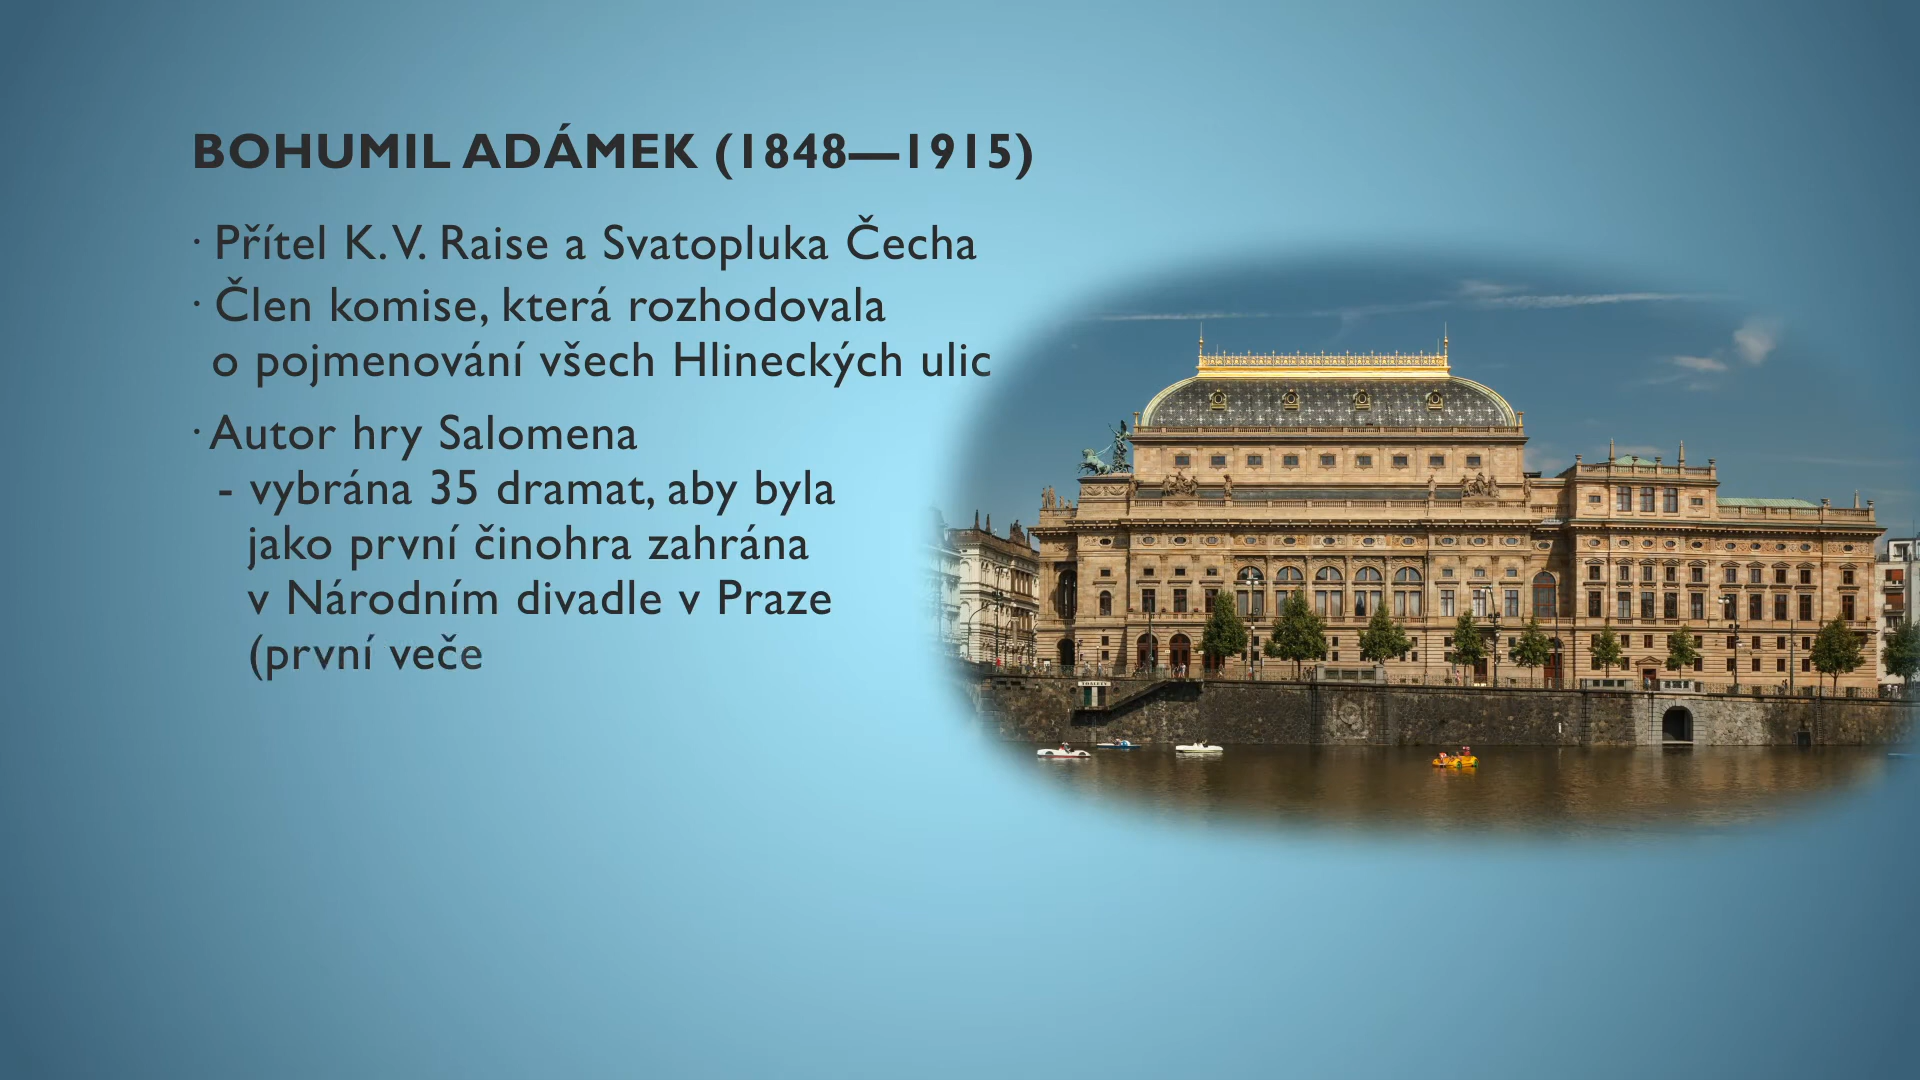 BOHUMIL ADÁMEK (1848—1915)
· Přítel K. V. Raise a Svatopluka Čecha
· Člen komise, která rozhodovala
o pojmenování všech Hlineckých ulic
· Autor hry Salomena
- vybrána 35 dramat, aby byla
jako první činohra zahrána
v Národním divadle v Praze
(první veče
TOALETY